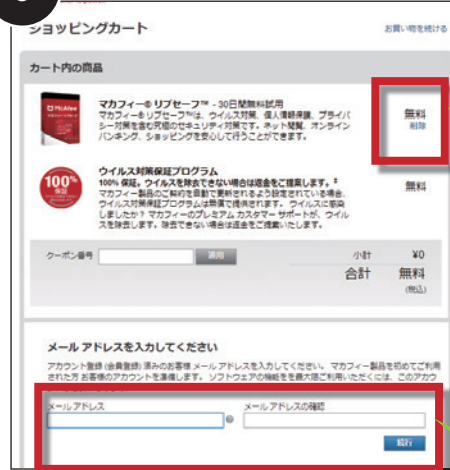 ショッピングカート
お買い物を続ける
カート内の商品
マカフィー® リブセーフ™ - 30日間無料試用
マカフィー® リブセーフ™は、ウイルス対策、個人情報保護、プライバ
シー対策を含む究極のセキュリティ対策です。ネット閲覧、オンライン
バンキング、ショッピングを安心して行うことができます。
無料
削除
McAfee
ウイルス対策保証プログラム
100% 保証。ウイルスを除去できない場合は返金をご提案します。‡
マカフィー製品のご契約を自動で更新されるよう設定されている場合、
ウイルス対策保証プログラムは無償で提供されます。 ウイルスに感染
しましたか？ マカフィーのプレミアム カスタマー サポートが、ウイル
スを除去します。除去できない場合は返金をご提案いたします。
100%
保証
無料
クーポン番号
適用
小計 ¥0
合計 無料
(税込)
メール アドレスを入力してください
アカウント登録 (会員登録) 済みのお客様 メール アドレスを入力してください。 マカフィー製品を初めてご利用
された方 お客様のアカウントを準備します。 ソフトウェアの機能をを最大限ご利用いただくには、このアカウ
メール アドレス
メール アドレスの確認
続行